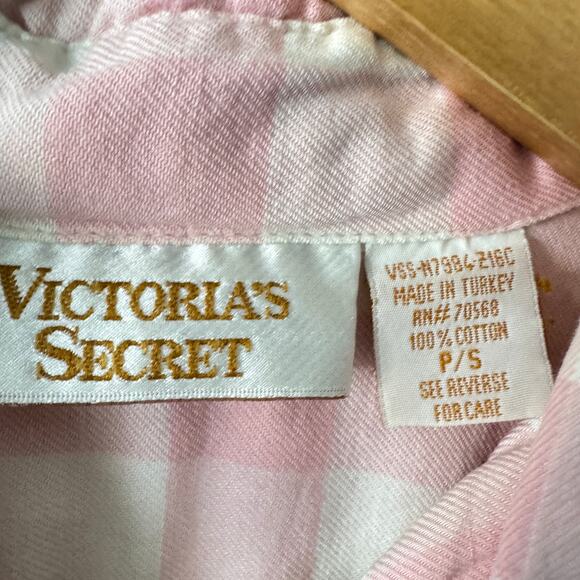 VICTORIA'S
SECRET
VSS-N7984-Z16C
MADE IN TURKEY
RN# 70568
100% COTTON
P/S
SEE REVERSE
FOR CARE